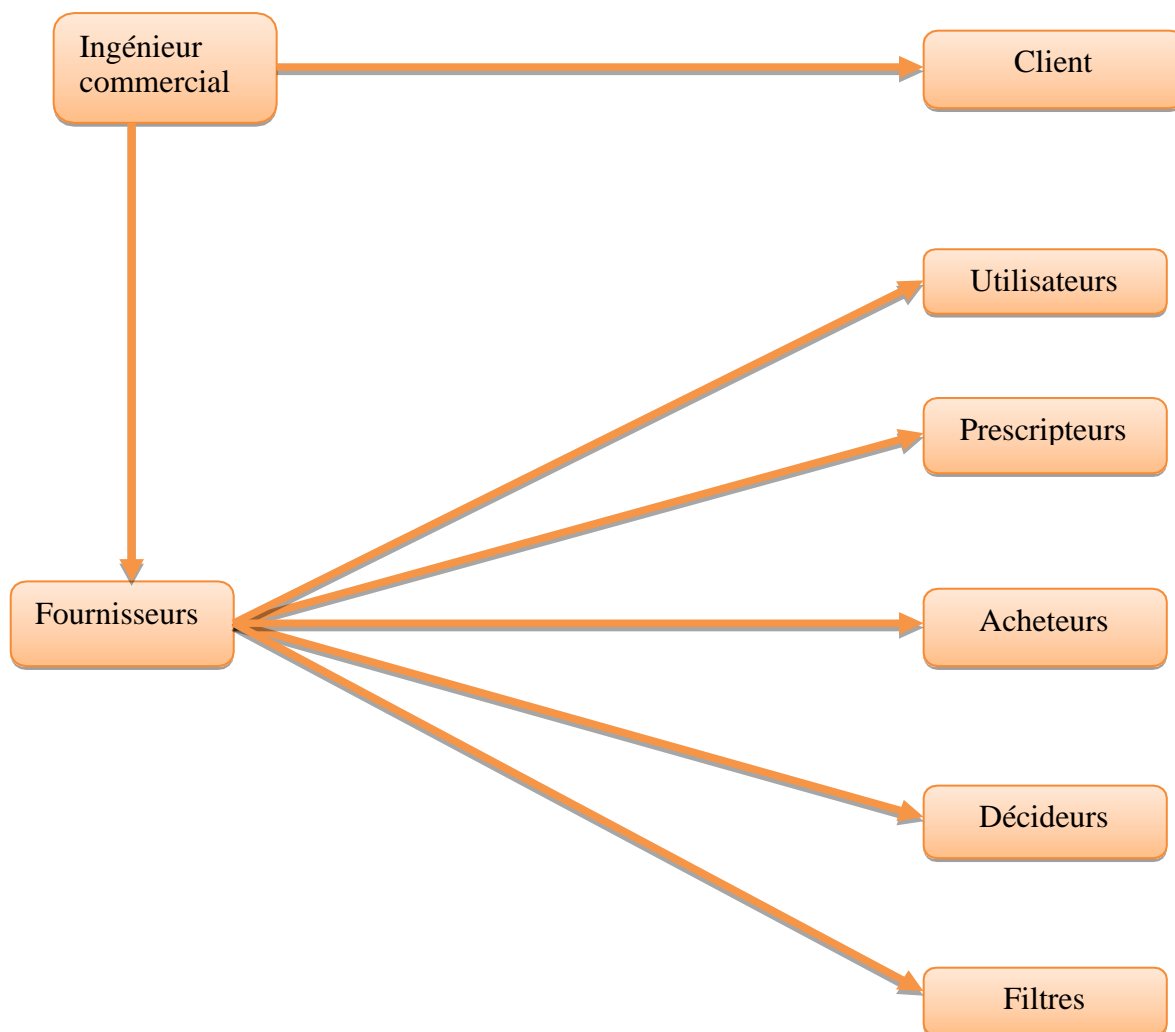 Ingénieur
commercial
Client
Utilisateurs
Prescripteurs
Fournisseurs
Acheteurs
Décideurs
Filtres